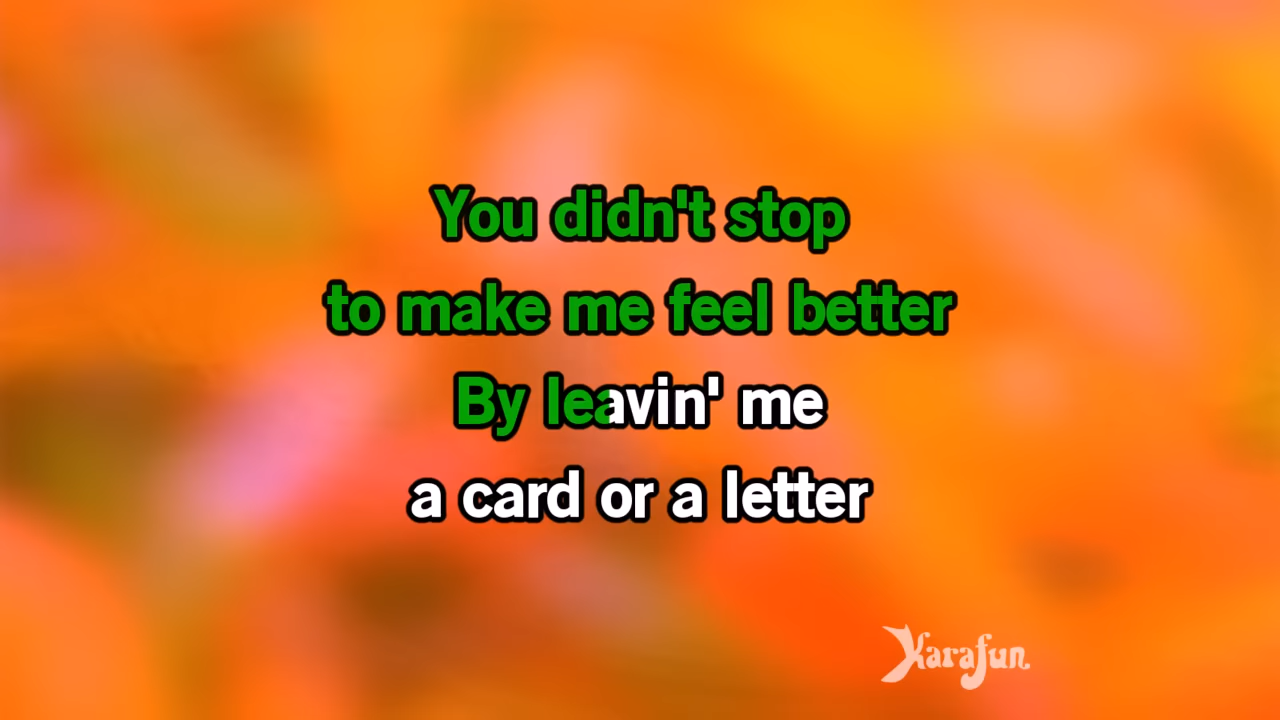 You didn't stop
to make me feel better
By leavin' me
a card or a letter
Karafun